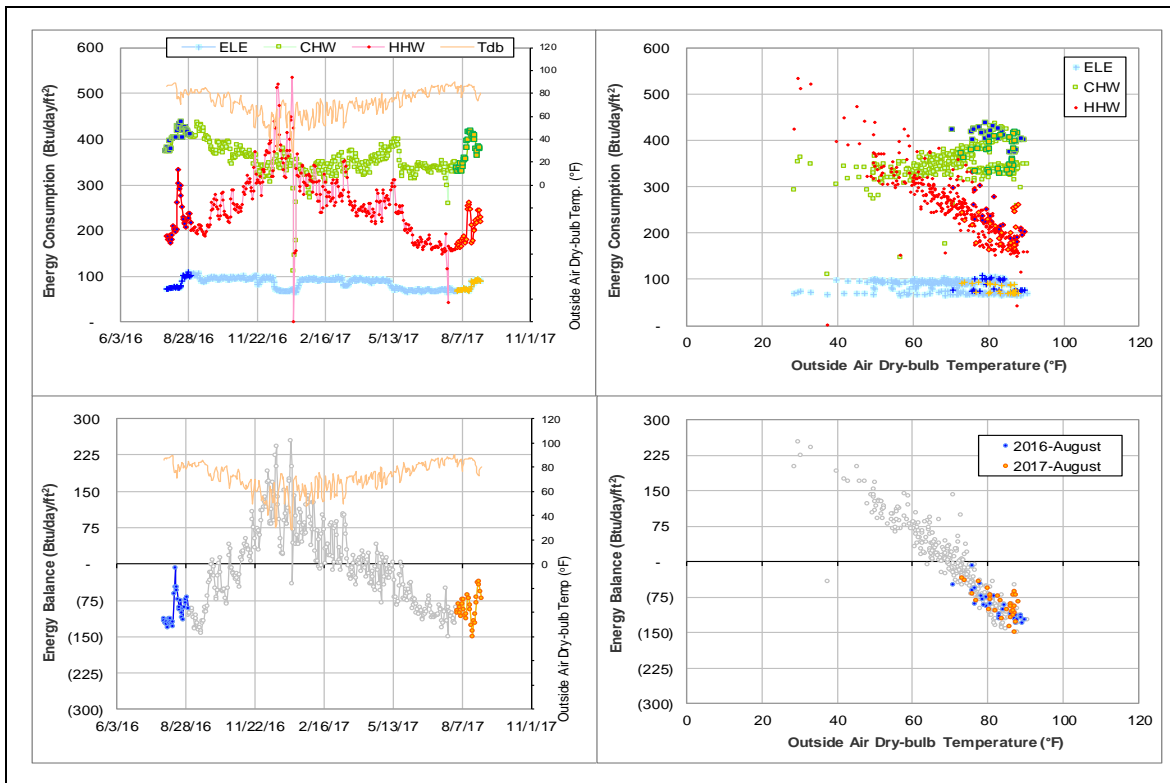 ELE CHW HHW Tdb
600
500
400
300
200
100
-
Energy Consumption (Btu/day/ft²)
120
100
80
60
40
20
0
Outside Air Dry-bulb Temp. (°F)
6/3/16 8/28/16 11/22/16 2/16/17 5/13/17 8/7/17 11/1/17
ELE
CHW
HHW
600
500
400
300
200
100
-
Energy Consumption (Btu/day/ft²)
0 20 40 60 80 100 120
Outside Air Dry-bulb Temperature (°F)
300
225
150
75
-
(75)
(150)
(225)
(300)
Energy Balance (Btu/day/ft²)
120
100
80
60
40
20
0
Outside Air Dry-bulb Temp (°F)
6/3/16 8/28/16 11/22/16 2/16/17 5/13/17 8/7/17 11/1/17
2016-August
2017-August
300
225
150
75
-
(75)
(150)
(225)
(300)
Energy Balance (Btu/day/ft²)
0 20 40 60 80 100 120
Outside Air Dry-bulb Temperature (°F)